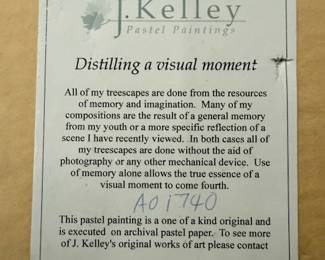 J. Kelley
Pastel Paintings
Distilling a visual moment
All of my treescapes are done from the resources
of memory and imagination. Many of my
compositions are the result of a general memory
from my youth or a more specific reflection of a
scene I have recently viewed. In both cases all of
my treescapes are done without the aid of
photography or any other mechanical device. Use
of memory alone allows the true essence of a
visual moment to come fourth.
AO1740
This pastel painting is a one of a kind original and
is executed on archival pastel paper. To see more
of J. Kelley's original works of art please contact